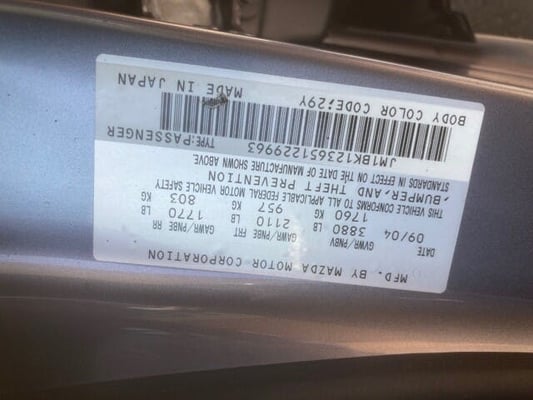 MFD. BY MAZDA MOTOR CORPORATION
DATE GVWR/PNBV GAWR/PNBE FRT GAWR/PNBE RR
09/04 3880 LB 2110 LB 1770 LB
1760 KG 957 KG 803 KG
THIS VEHICLE CONFORMS TO ALL APPLICABLE FEDERAL MOTOR VEHICLE SAFETY
, BUMPER, AND THEFT PREVENTION
STANDARDS IN EFFECT ON THE DATE OF MANUFACTURE SHOWN ABOVE.
JM1BK123651229963 TYPE:PASSENGER
BODY COLOR CODE:29Y MADE IN JAPAN